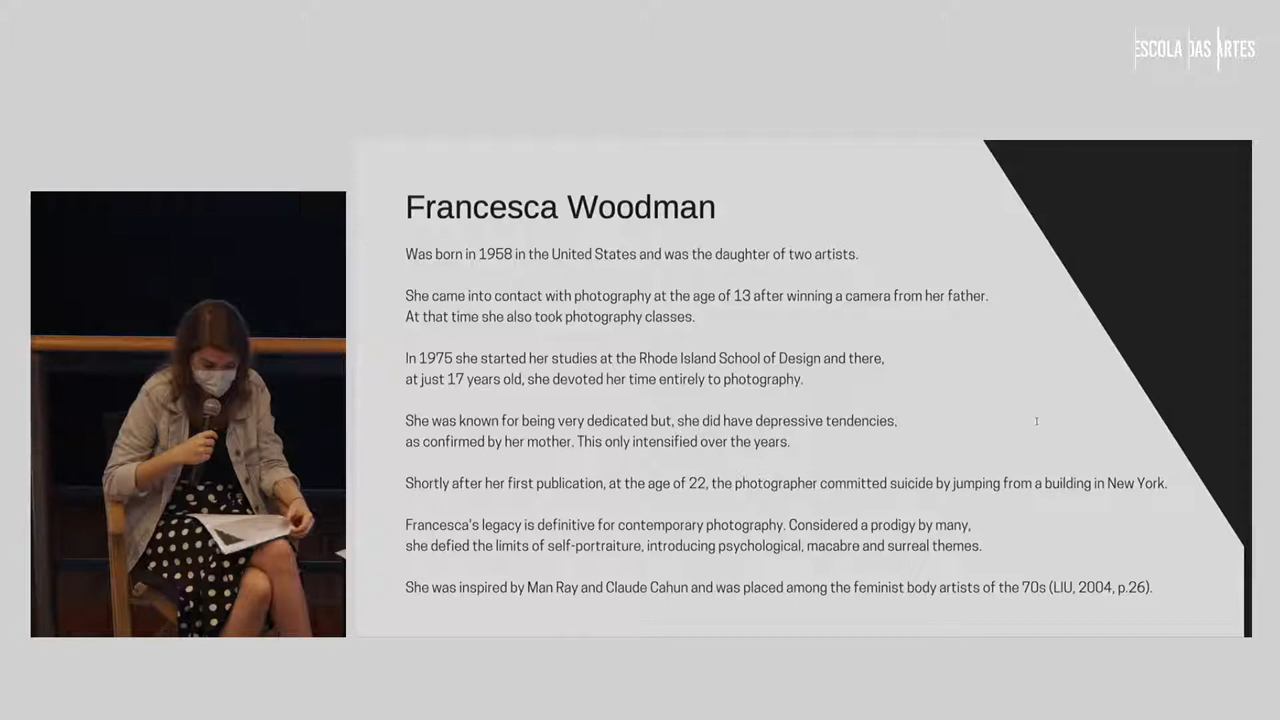 ESCOLA DAS ARTES
Francesca Woodman
Was born in 1958 in the United States and was the daughter of two artists.
She came into contact with photography at the age of 13 after winning a camera from her father.
At that time she also took photography classes.
In 1975 she started her studies at the Rhode Island School of Design and there,
at just 17 years old, she devoted her time entirely to photography.
She was known for being very dedicated but, she did have depressive tendencies,
as confirmed by her mother. This only intensified over the years.
Shortly after her first publication, at the age of 22, the photographer committed suicide by jumping from a building in New York.
Francesca's legacy is definitive for contemporary photography. Considered a prodigy by many,
she defied the limits of self-portraiture, introducing psychological, macabre and surreal themes.
She was inspired by Man Ray and Claude Cahun and was placed among the feminist body artists of the 70s (LIU, 2004, p.26).